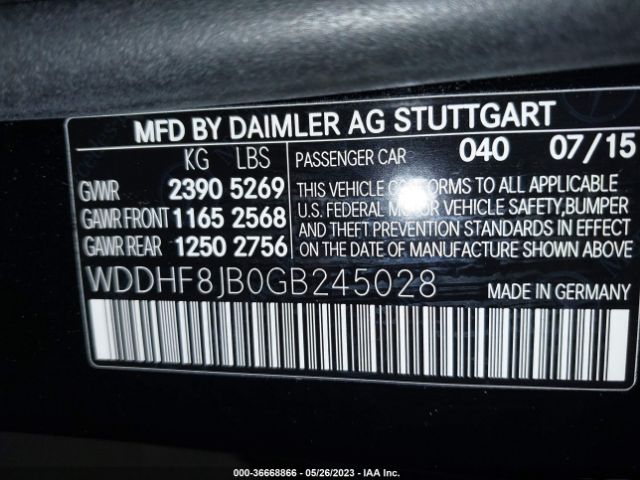 MFD BY DAIMLER AG STUTTGART
KG LBS PASSENGER CAR 040 07/15
GVWR 2390 5269 THIS VEHICLE CONFORMS TO ALL APPLICABLE
GAWR FRONT 1165 2568 U.S. FEDERAL MOTOR VEHICLE SAFETY,BUMPER
AND THEFT PREVENTION STANDARDS IN EFFECT
GAWR REAR 1250 2756 ON THE DATE OF MANUFACTURE SHOWN ABOVE
WDDHF8JB0GB245028 MADE IN GERMANY
000-36668866 - 05/26/2023 - IAAI.COM